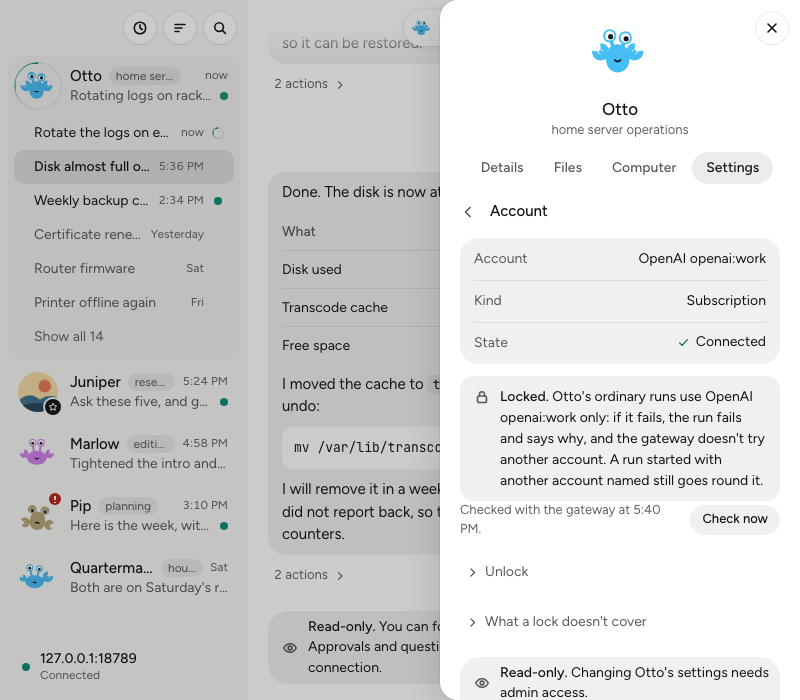 Otto home ser... now
Rotating logs on rack...
Rotate the logs on e... now
Disk almost full o... 5:36 PM
Weekly backup c... 2:34 PM
Certificate rene... Yesterday
Router firmware Sat
Printer offline again Fri
Show all 14
Juniper rese... 5:24 PM
Ask these five, and g...
Marlow editi... 4:58 PM
Tightened the intro and...
Pip planning 3:10 PM
Here is the week, wit...
Quarterma... hou... Sat
Both are on Saturday's r...
127.0.0.1:18789
Connected
so it can be restored.
2 actions
Done. The disk is now at
What
Disk used
Transcode cache
Free space
I moved the cache to
undo:
mv /var/lib/transco
I will remove it in a week
did not report back, so t
counters.
2 actions
Read-only. You can fo
Approvals and questi
connection.
Otto
home server operations
Details Files Computer Settings
Account
Account OpenAI openai:work
Kind Subscription
State Connected
Locked. Otto's ordinary runs use OpenAI
openai:work only: if it fails, the run fails
and says why, and the gateway doesn't try
another account. A run started with
another account named still goes round it.
Checked with the gateway at 5:40
PM.
Check now
Unlock
What a lock doesn't cover
Read-only. Changing Otto's settings needs
admin access.